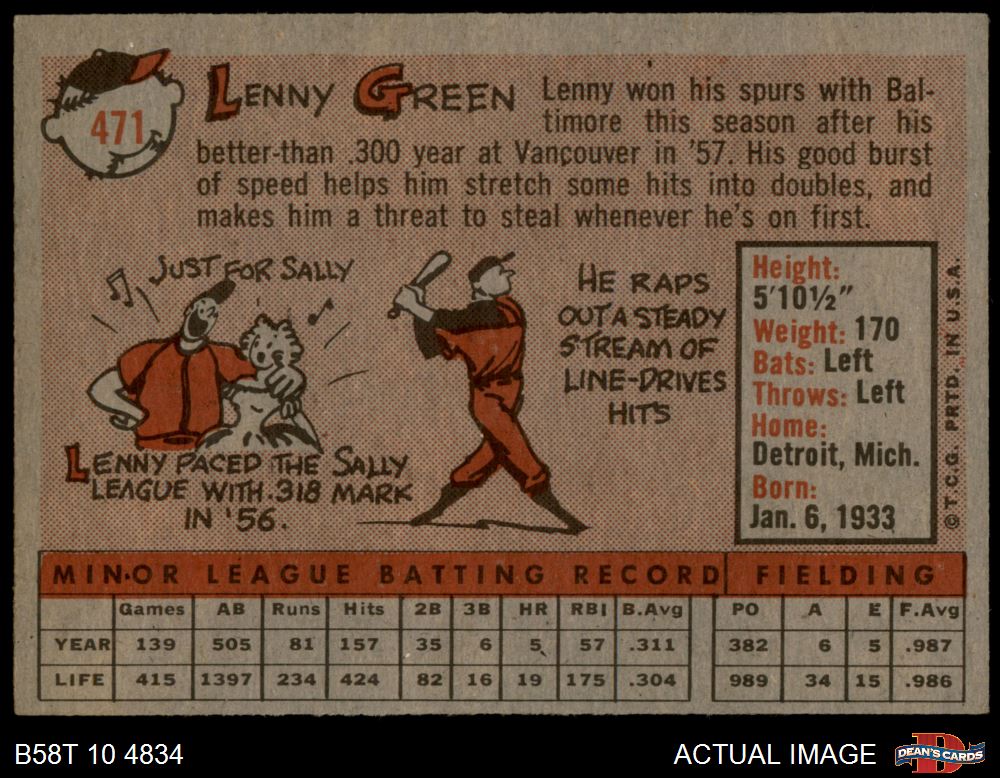 471
LENNY GREEN
Lenny won his spurs with Bal-
timore this season after his
better-than .300 year at Vancouver in '57. His good burst
of speed helps him stretch some hits into doubles, and
makes him a threat to steal whenever he's on first.
JUST FOR SALLY
LENNY PACED THE SALLY
LEAGUE WITH .318 MARK
IN '56.
HE RAPS
OUT A STEADY
STREAM OF
LINE-DRIVES
HITS
Height:
5'10½"
Weight: 170
Bats: Left
Throws: Left
Home:
Detroit, Mich.
Born:
Jan. 6, 1933
© T.C.G. PRTD. IN U.S.A.
MINOR LEAGUE BATTING RECORD FIELDING
Games AB Runs Hits 2B 3B HR RBI B.Avg PO A E F.Avg
YEAR 139 505 81 157 35 6 5 57 .311 382 6 5 .987
LIFE 415 1397 234 424 82 16 19 175 .304 989 34 15 .986
B58T 10 4834
ACTUAL IMAGE
DEAN'S CARDS